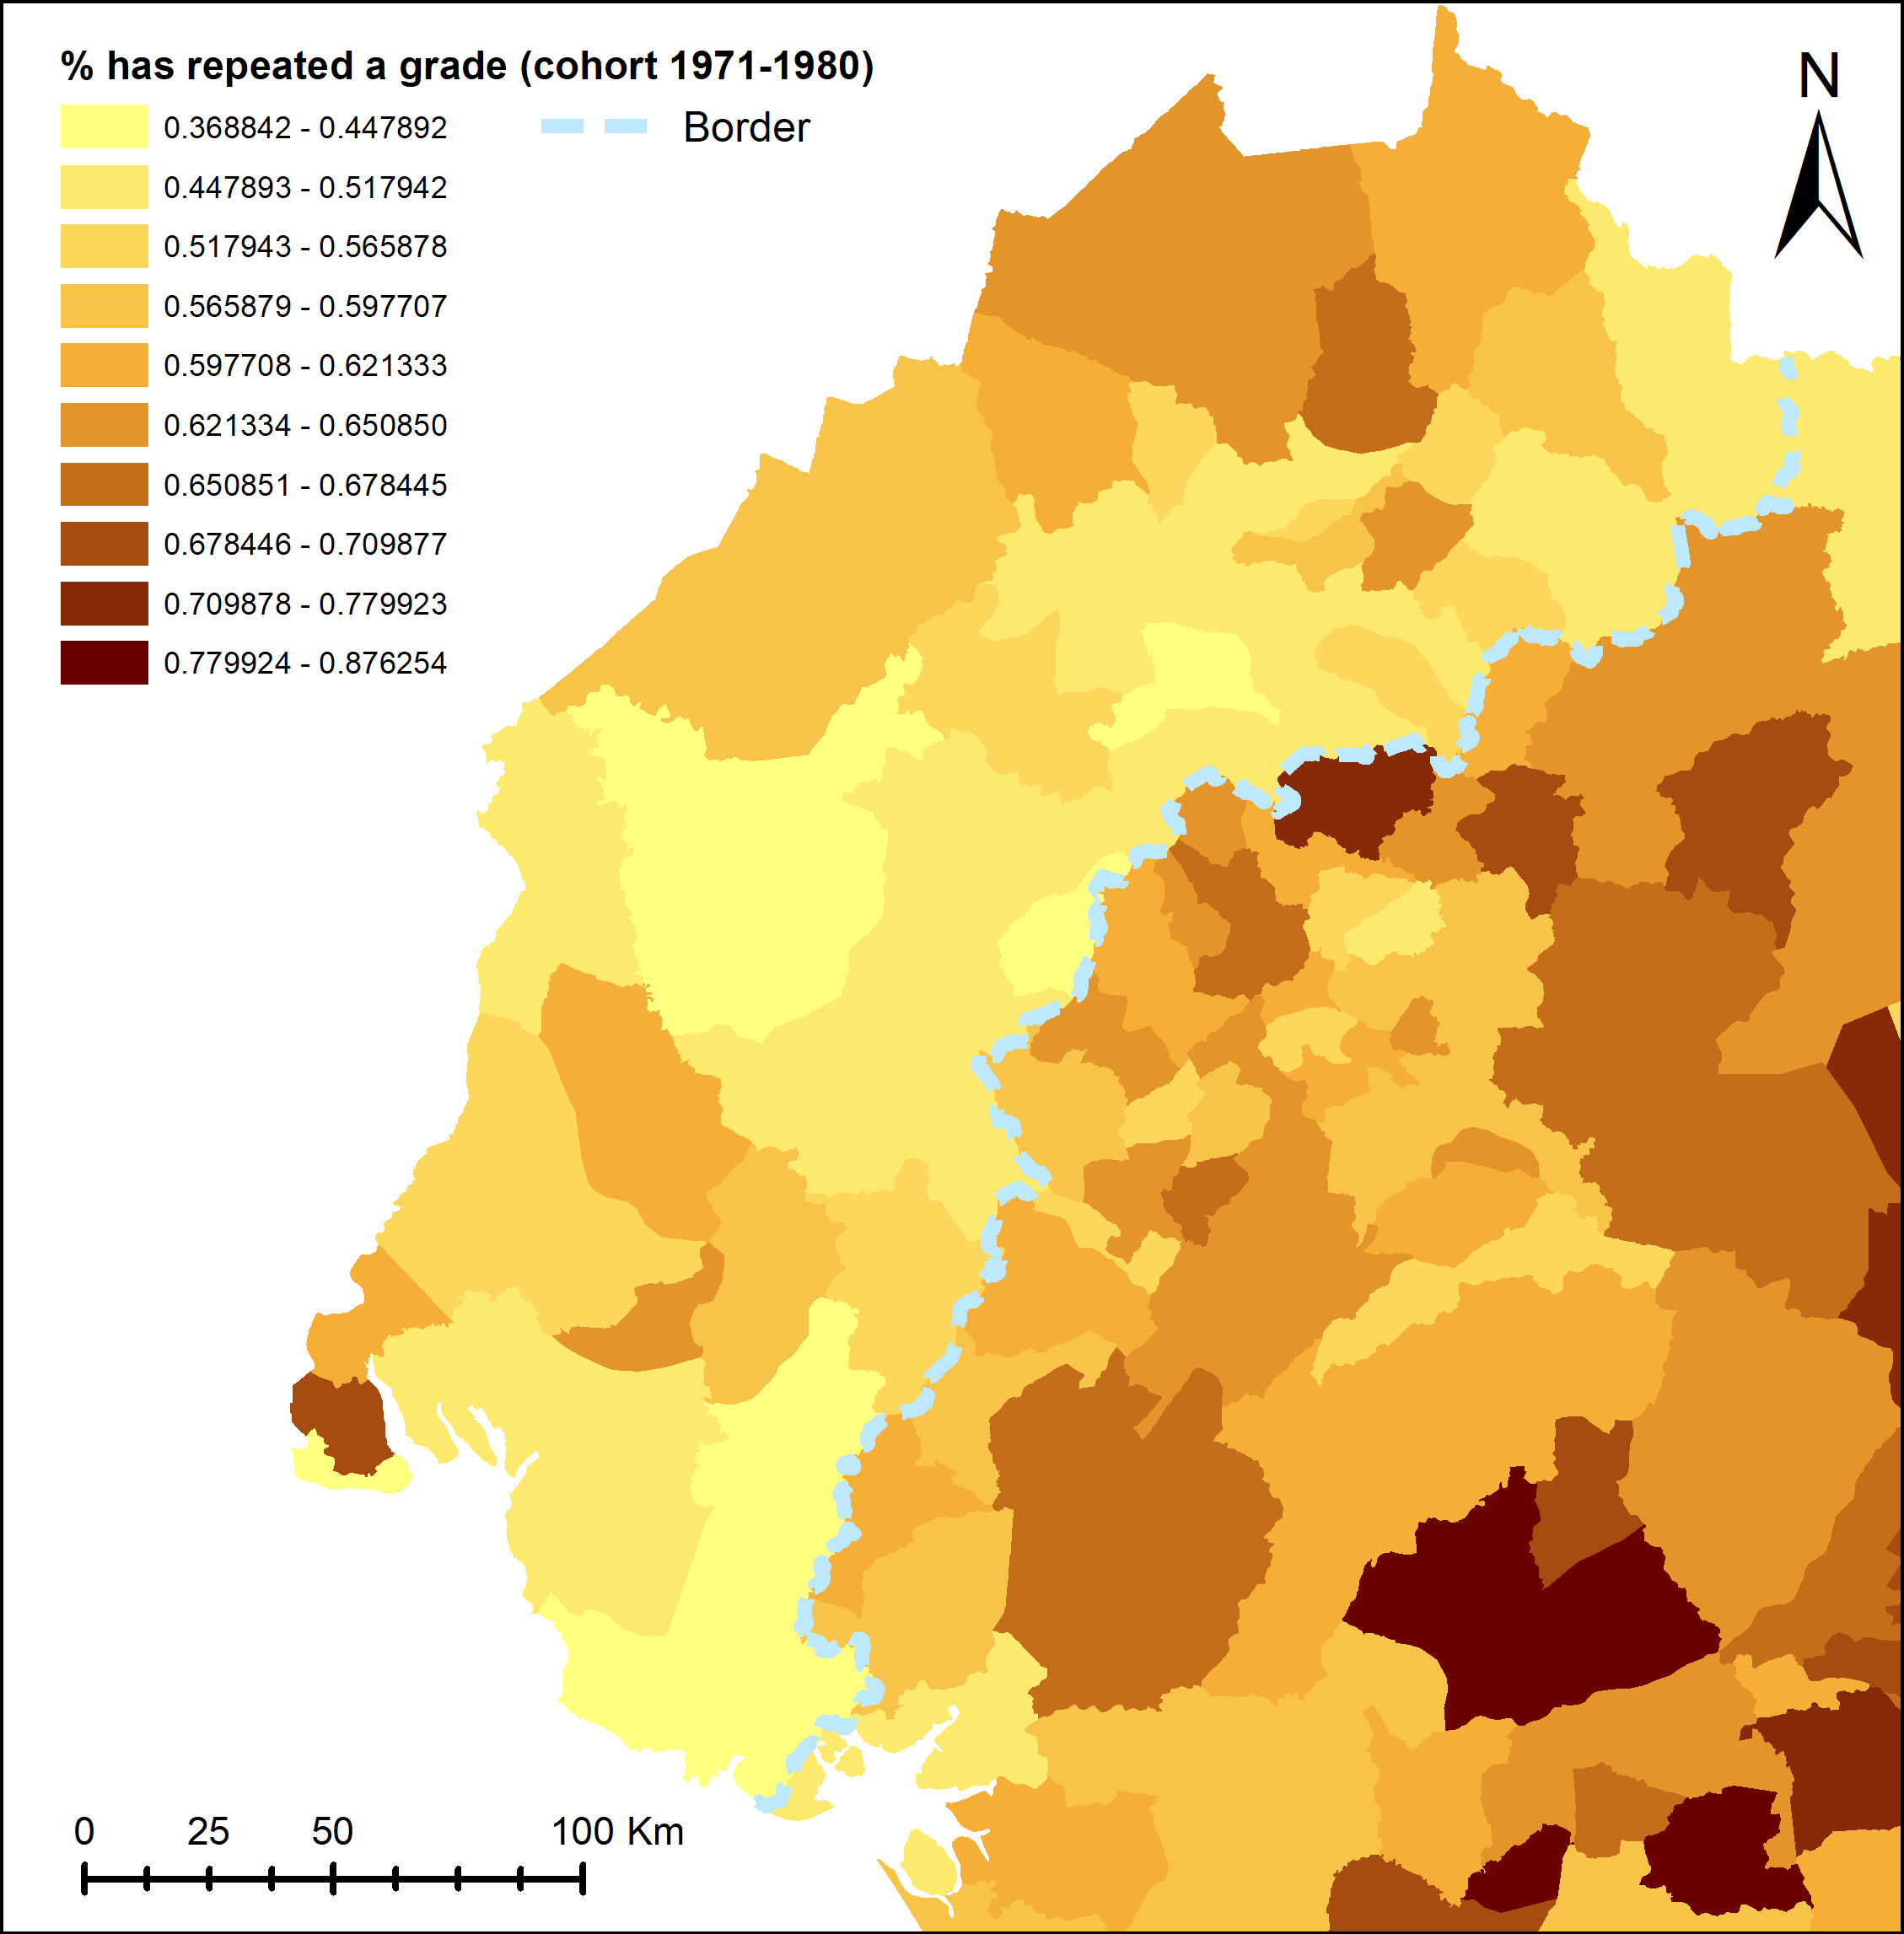 % has repeated a grade (cohort 1971-1980)
0.368842 - 0.447892
Border
0.447893 - 0.517942
0.517943 - 0.565878
0.565879 - 0.597707
0.597708 - 0.621333
0.621334 - 0.650850
0.650851 - 0.678445
0.678446 - 0.709877
0.709878 - 0.779923
0.779924 - 0.876254
N
0 25 50 100 Km